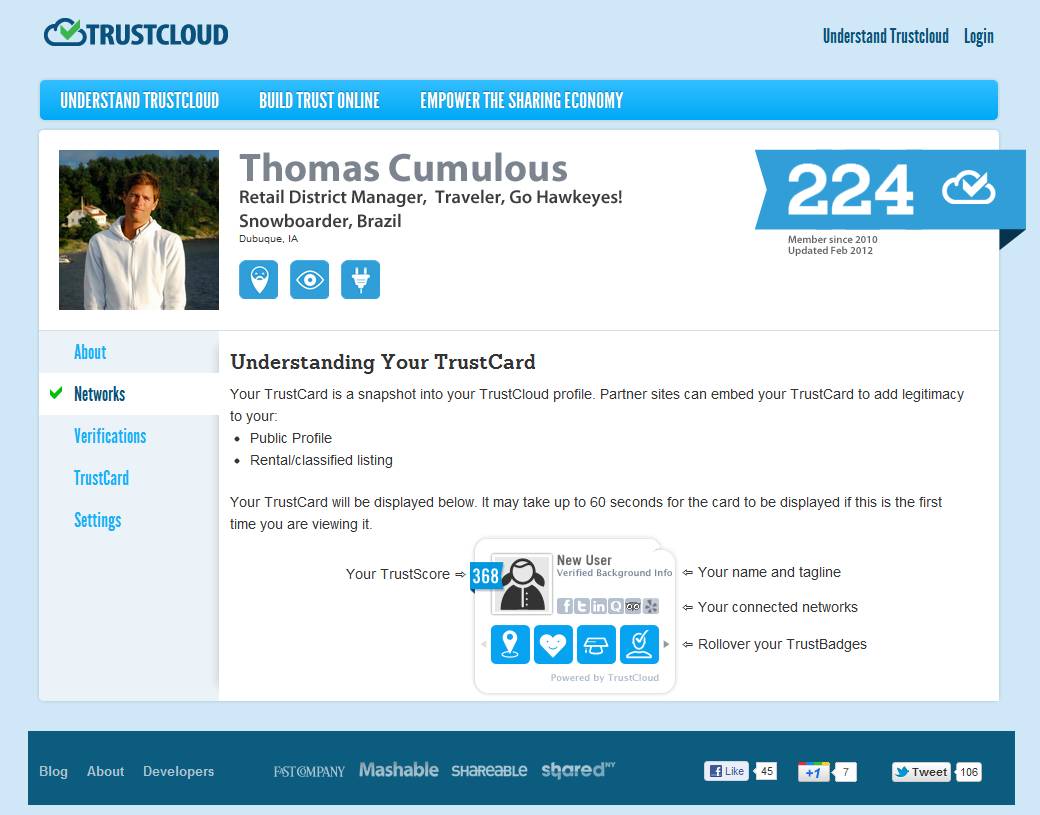 TRUSTCLOUD
Understand Trustcloud Login
UNDERSTAND TRUSTCLOUD BUILD TRUST ONLINE EMPOWER THE SHARING ECONOMY
Thomas Cumulous
Retail District Manager, Traveler, Go Hawkeyes!
Snowboarder, Brazil
Dubuque, IA
224
Member since 2010
Updated Feb 2012
About
Networks
Verifications
TrustCard
Settings
Understanding Your TrustCard
Your TrustCard is a snapshot into your TrustCloud profile. Partner sites can embed your TrustCard to add legitimacy
to your:
• Public Profile
• Rental/classified listing
Your TrustCard will be displayed below. It may take up to 60 seconds for the card to be displayed if this is the first
time you are viewing it.
Your TrustScore ⇨
368
New User
Verified Background Info
⇦ Your name and tagline
⇦ Your connected networks
⇦ Rollover your TrustBadges
Powered by TrustCloud
Blog About Developers FAST COMPANY Mashable SHAREABLE shared NY Like 45 +1 7 Tweet 106